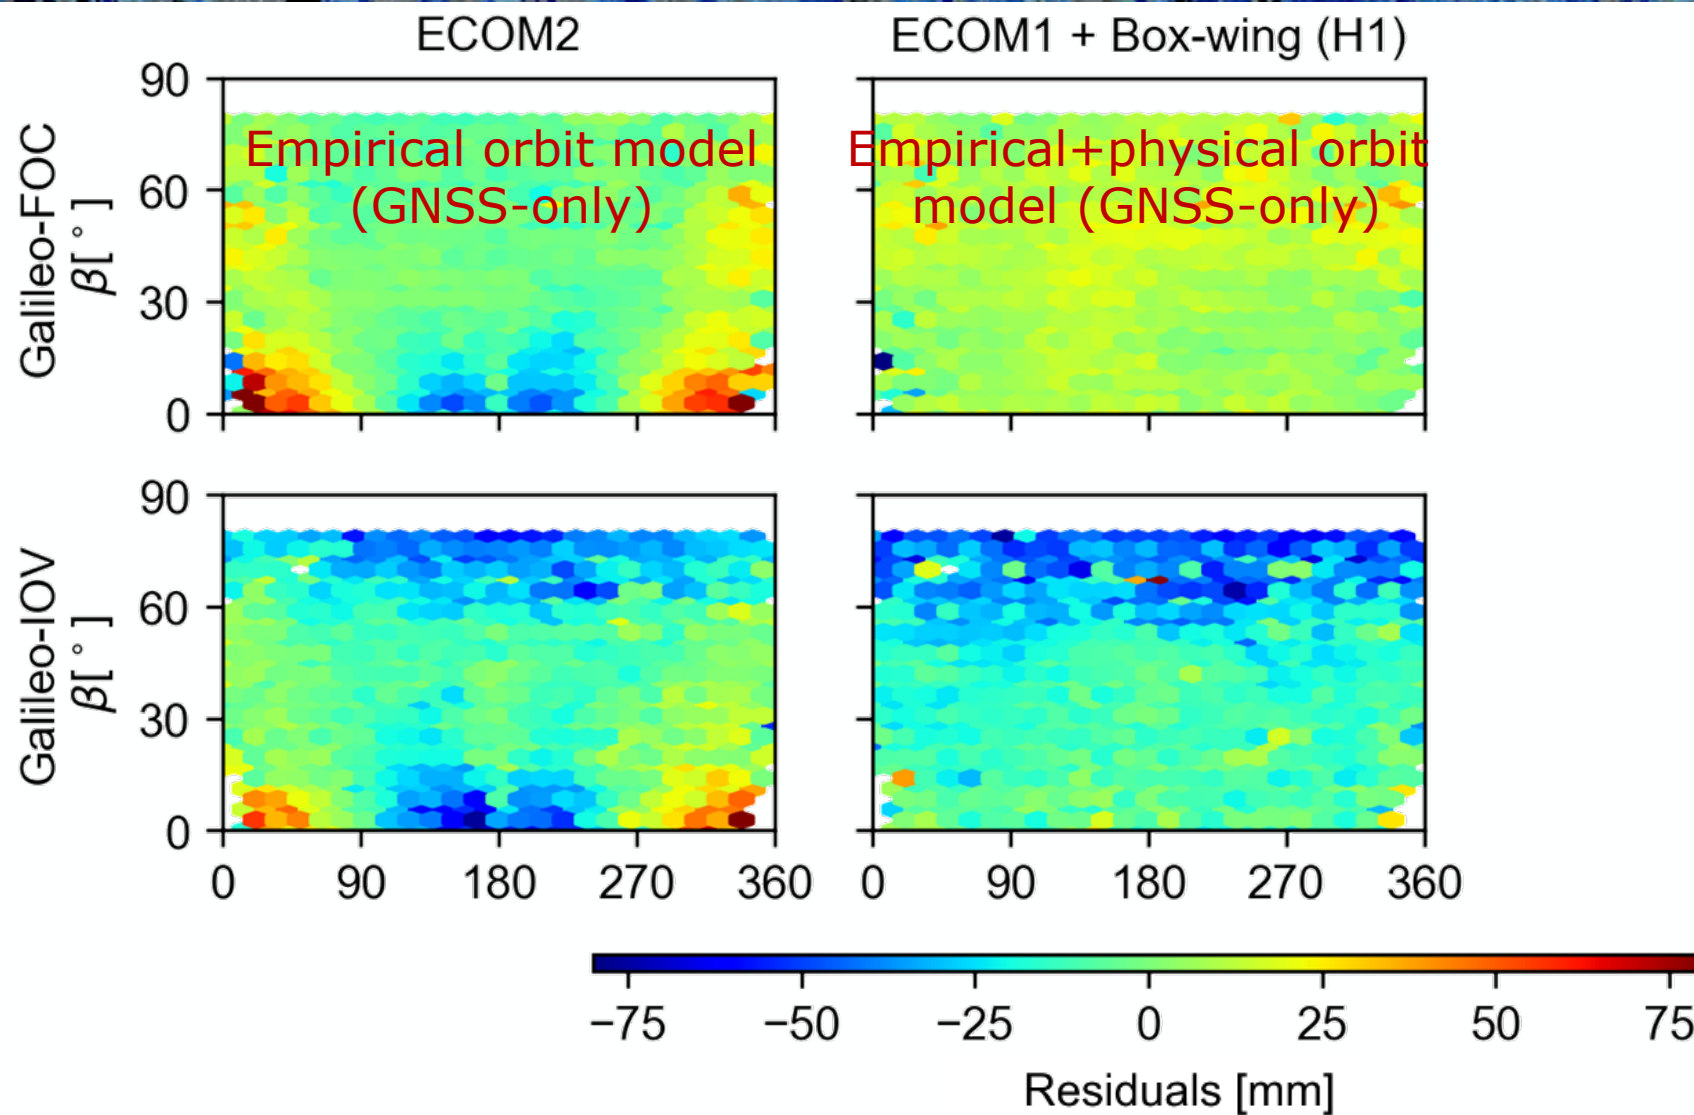 ECOM2
ECOM1 + Box-wing (H1)
Galileo-FOC
β[°]
90
60
30
0
Empirical orbit model
(GNSS-only)
Empirical+physical orbit
model (GNSS-only)
Galileo-IOV
β[°]
90
60
30
0
0 90 180 270 360
0 90 180 270 360
−75 −50 −25 0 25 50 75
Residuals [mm]